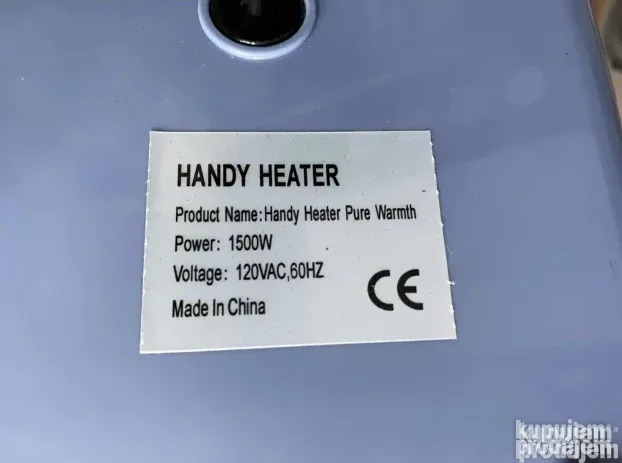 HANDY HEATER
Product Name:Handy Heater Pure Warmth
Power: 1500W
Voltage: 120VAC,60HZ
CE
Made In China
kupujem
prodajem